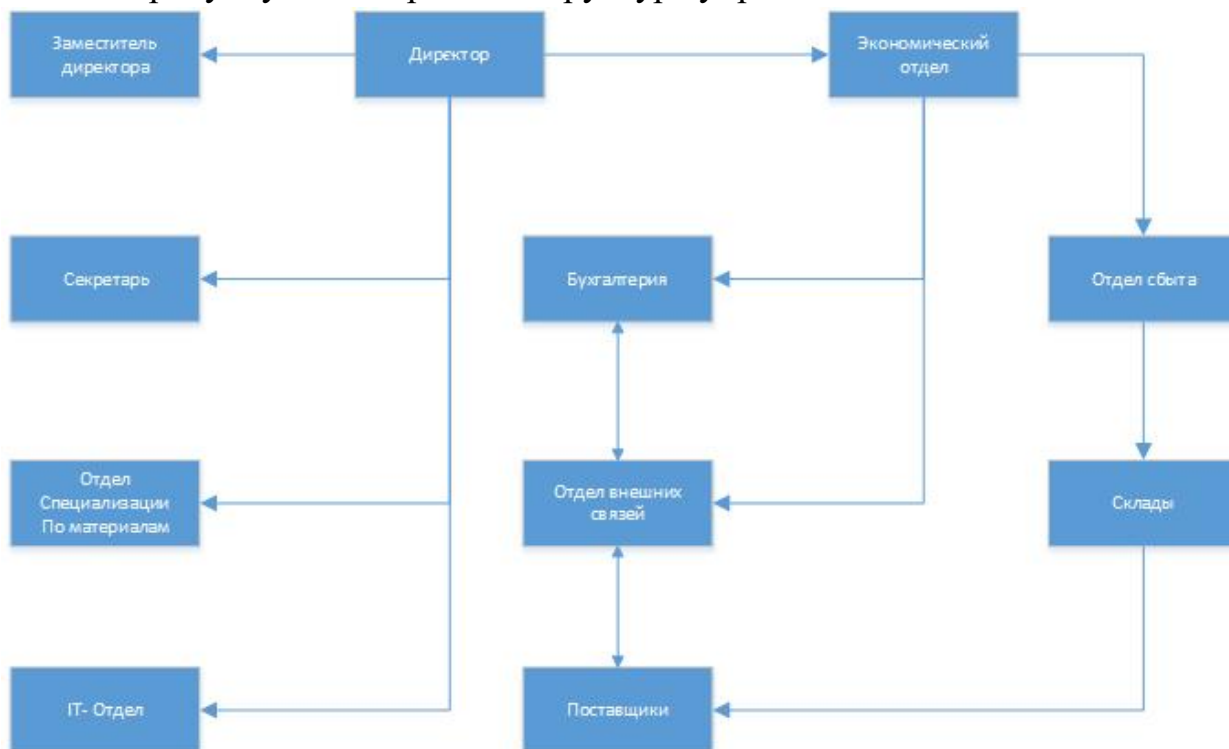 Заместитель
директора
Директор
Экономический
отдел
Секретарь
Бухгалтерия
Отдел сбыта
Отдел
Специализации
По материалам
Отдел внешних
связей
Склады
IT- Отдел
Поставщики